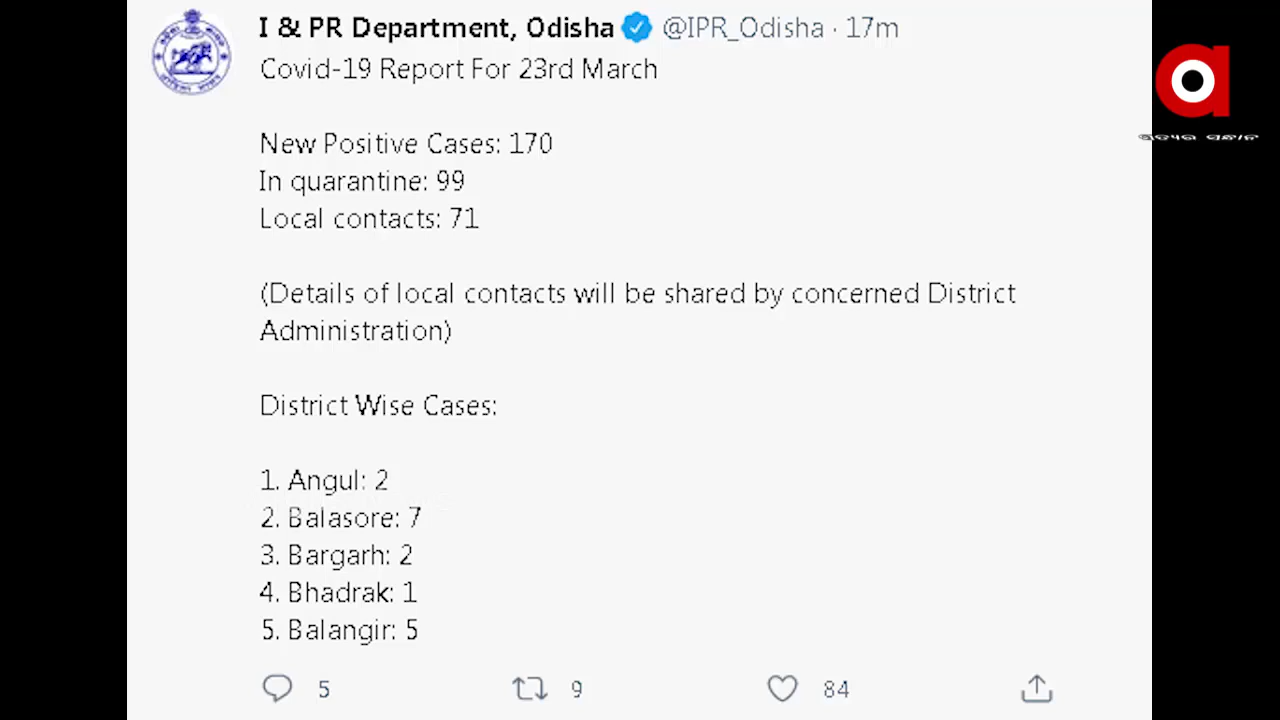 I & PR Department, Odisha @IPR_Odisha · 17m
Covid-19 Report For 23rd March
New Positive Cases: 170
In quarantine: 99
Local contacts: 71
(Details of local contacts will be shared by concerned District
Administration)
District Wise Cases:
1. Angul: 2
2. Balasore: 7
3. Bargarh: 2
4. Bhadrak: 1
5. Balangir: 5
5 9 84